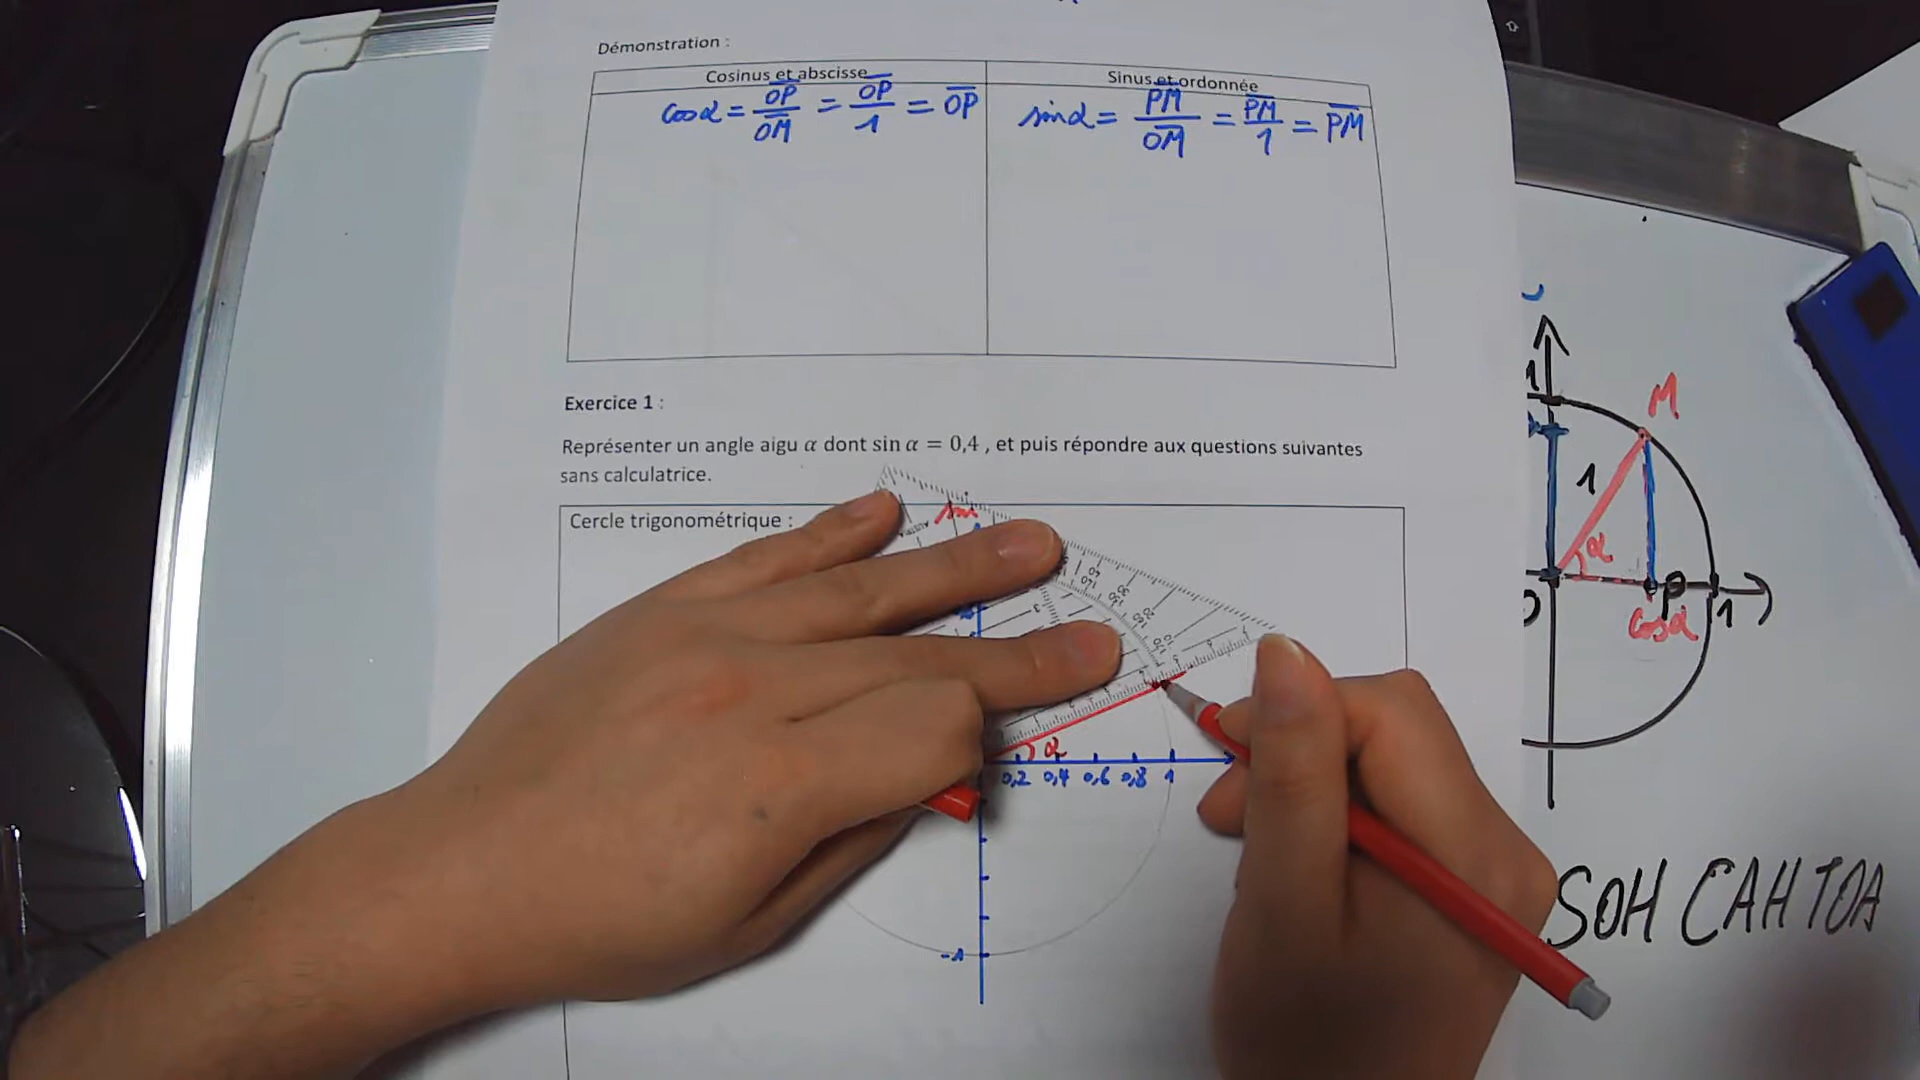 Démonstration :
Cosinus et abscisse
Sinus et ordonnée
cosα = OP/OM = OP/1 = OP
sinα = PM/OM = PM/1 = PM
Exercice 1 :
Représenter un angle aigu α dont sin α = 0,4 , et puis répondre aux questions suivantes
sans calculatrice.
Cercle trigonométrique :
sin
α
0,2 0,4 0,6 0,8 1
-1
1
M
1
α
P
1
cosα
SOH CAH TOA